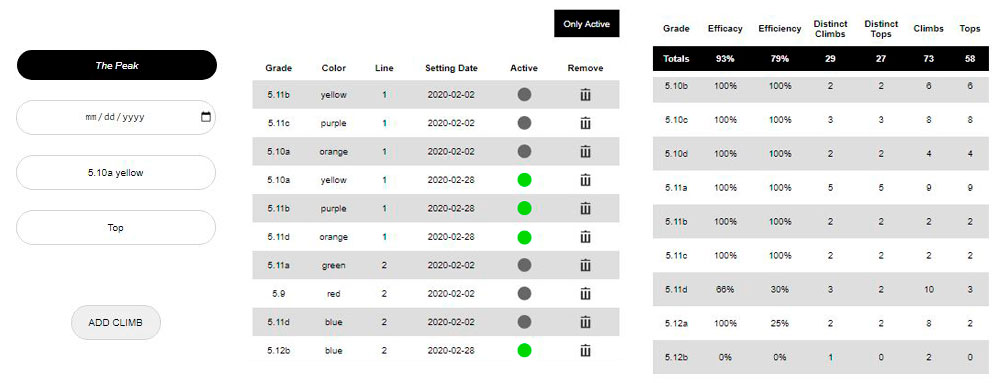 The Peak
mm/dd/yyyy
5.10a yellow
Top
ADD CLIMB
Only Active
Grade Color Line Setting Date Active Remove
5.11b yellow 1 2020-02-02
5.11c purple 1 2020-02-02
5.10a orange 1 2020-02-02
5.10a yellow 1 2020-02-28
5.11b purple 1 2020-02-28
5.11d orange 1 2020-02-28
5.11a green 2 2020-02-02
5.9 red 2 2020-02-02
5.11d blue 2 2020-02-02
5.12b blue 2 2020-02-28
Grade Efficacy Efficiency Distinct Climbs Distinct Tops Climbs Tops
Totals 93% 79% 29 27 73 58
5.10b 100% 100% 2 2 6 6
5.10c 100% 100% 3 3 8 8
5.10d 100% 100% 2 2 4 4
5.11a 100% 100% 5 5 9 9
5.11b 100% 100% 2 2 2 2
5.11c 100% 100% 2 2 2 2
5.11d 66% 30% 3 2 10 3
5.12a 100% 25% 2 2 8 2
5.12b 0% 0% 1 0 2 0